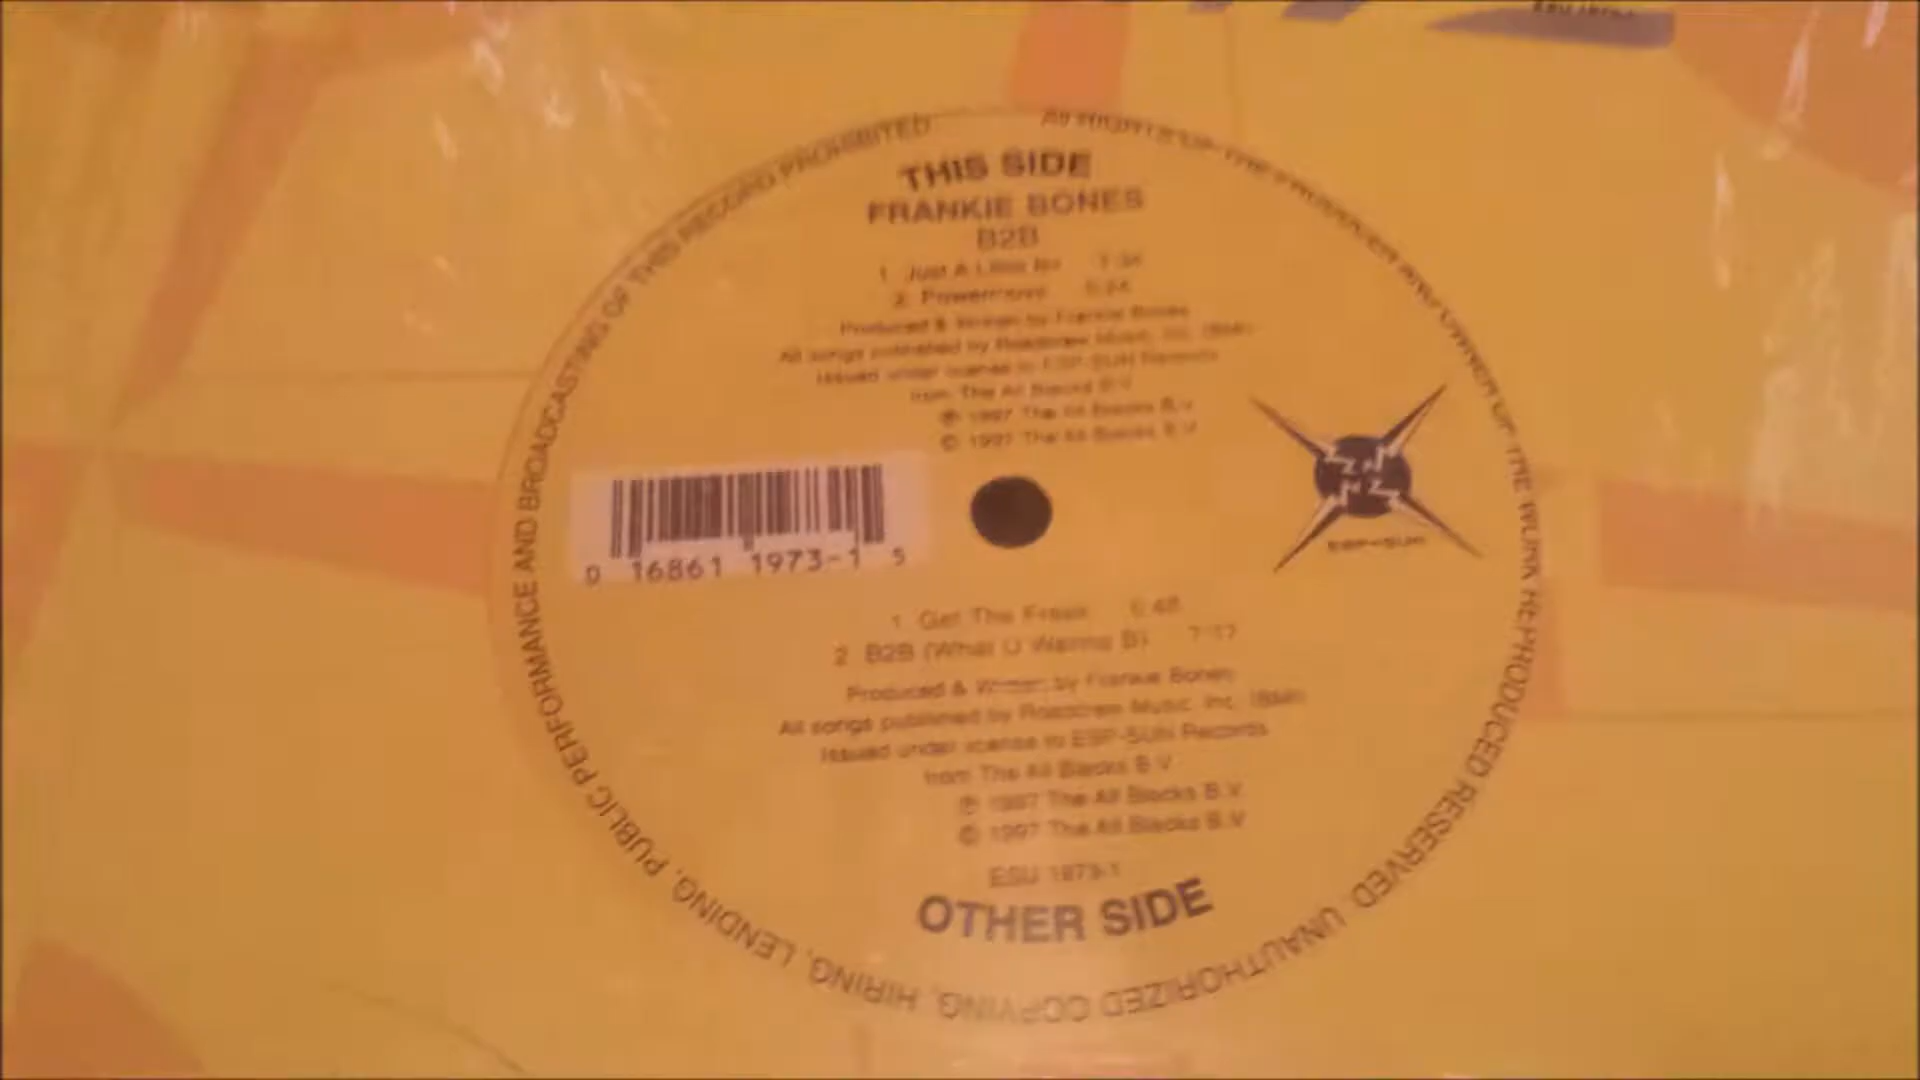 THIS SIDE
FRANKIE BONES
B2B
1. Just A Little Bit
2. Powermove
Produced & Written by Frankie Bones
All songs published by Music, Inc. (BMI)
Issued under license to ESP-SUN Records
from The All Blacks B.V.
℗ 1997 The All Blacks B.V.
© 1997 The All Blacks B.V.
0 16861 1973-1 5
ESP-SUN
1. Get This Freak 6:48
2. B2B (What U Wanna B) 7:17
Produced & Written by Frankie Bones
All songs published by Music, Inc. (BMI)
Issued under license to ESP-SUN Records
from The All Blacks B.V.
℗ 1997 The All Blacks B.V.
© 1997 The All Blacks B.V.
ESU 1973-1
OTHER SIDE
All RIGHTS OF THE PRODUCER AND OWNER OF THE WORK REPRODUCED RESERVED. UNAUTHORIZED COPYING, HIRING, LENDING, PUBLIC PERFORMANCE AND BROADCASTING OF THIS RECORD PROHIBITED